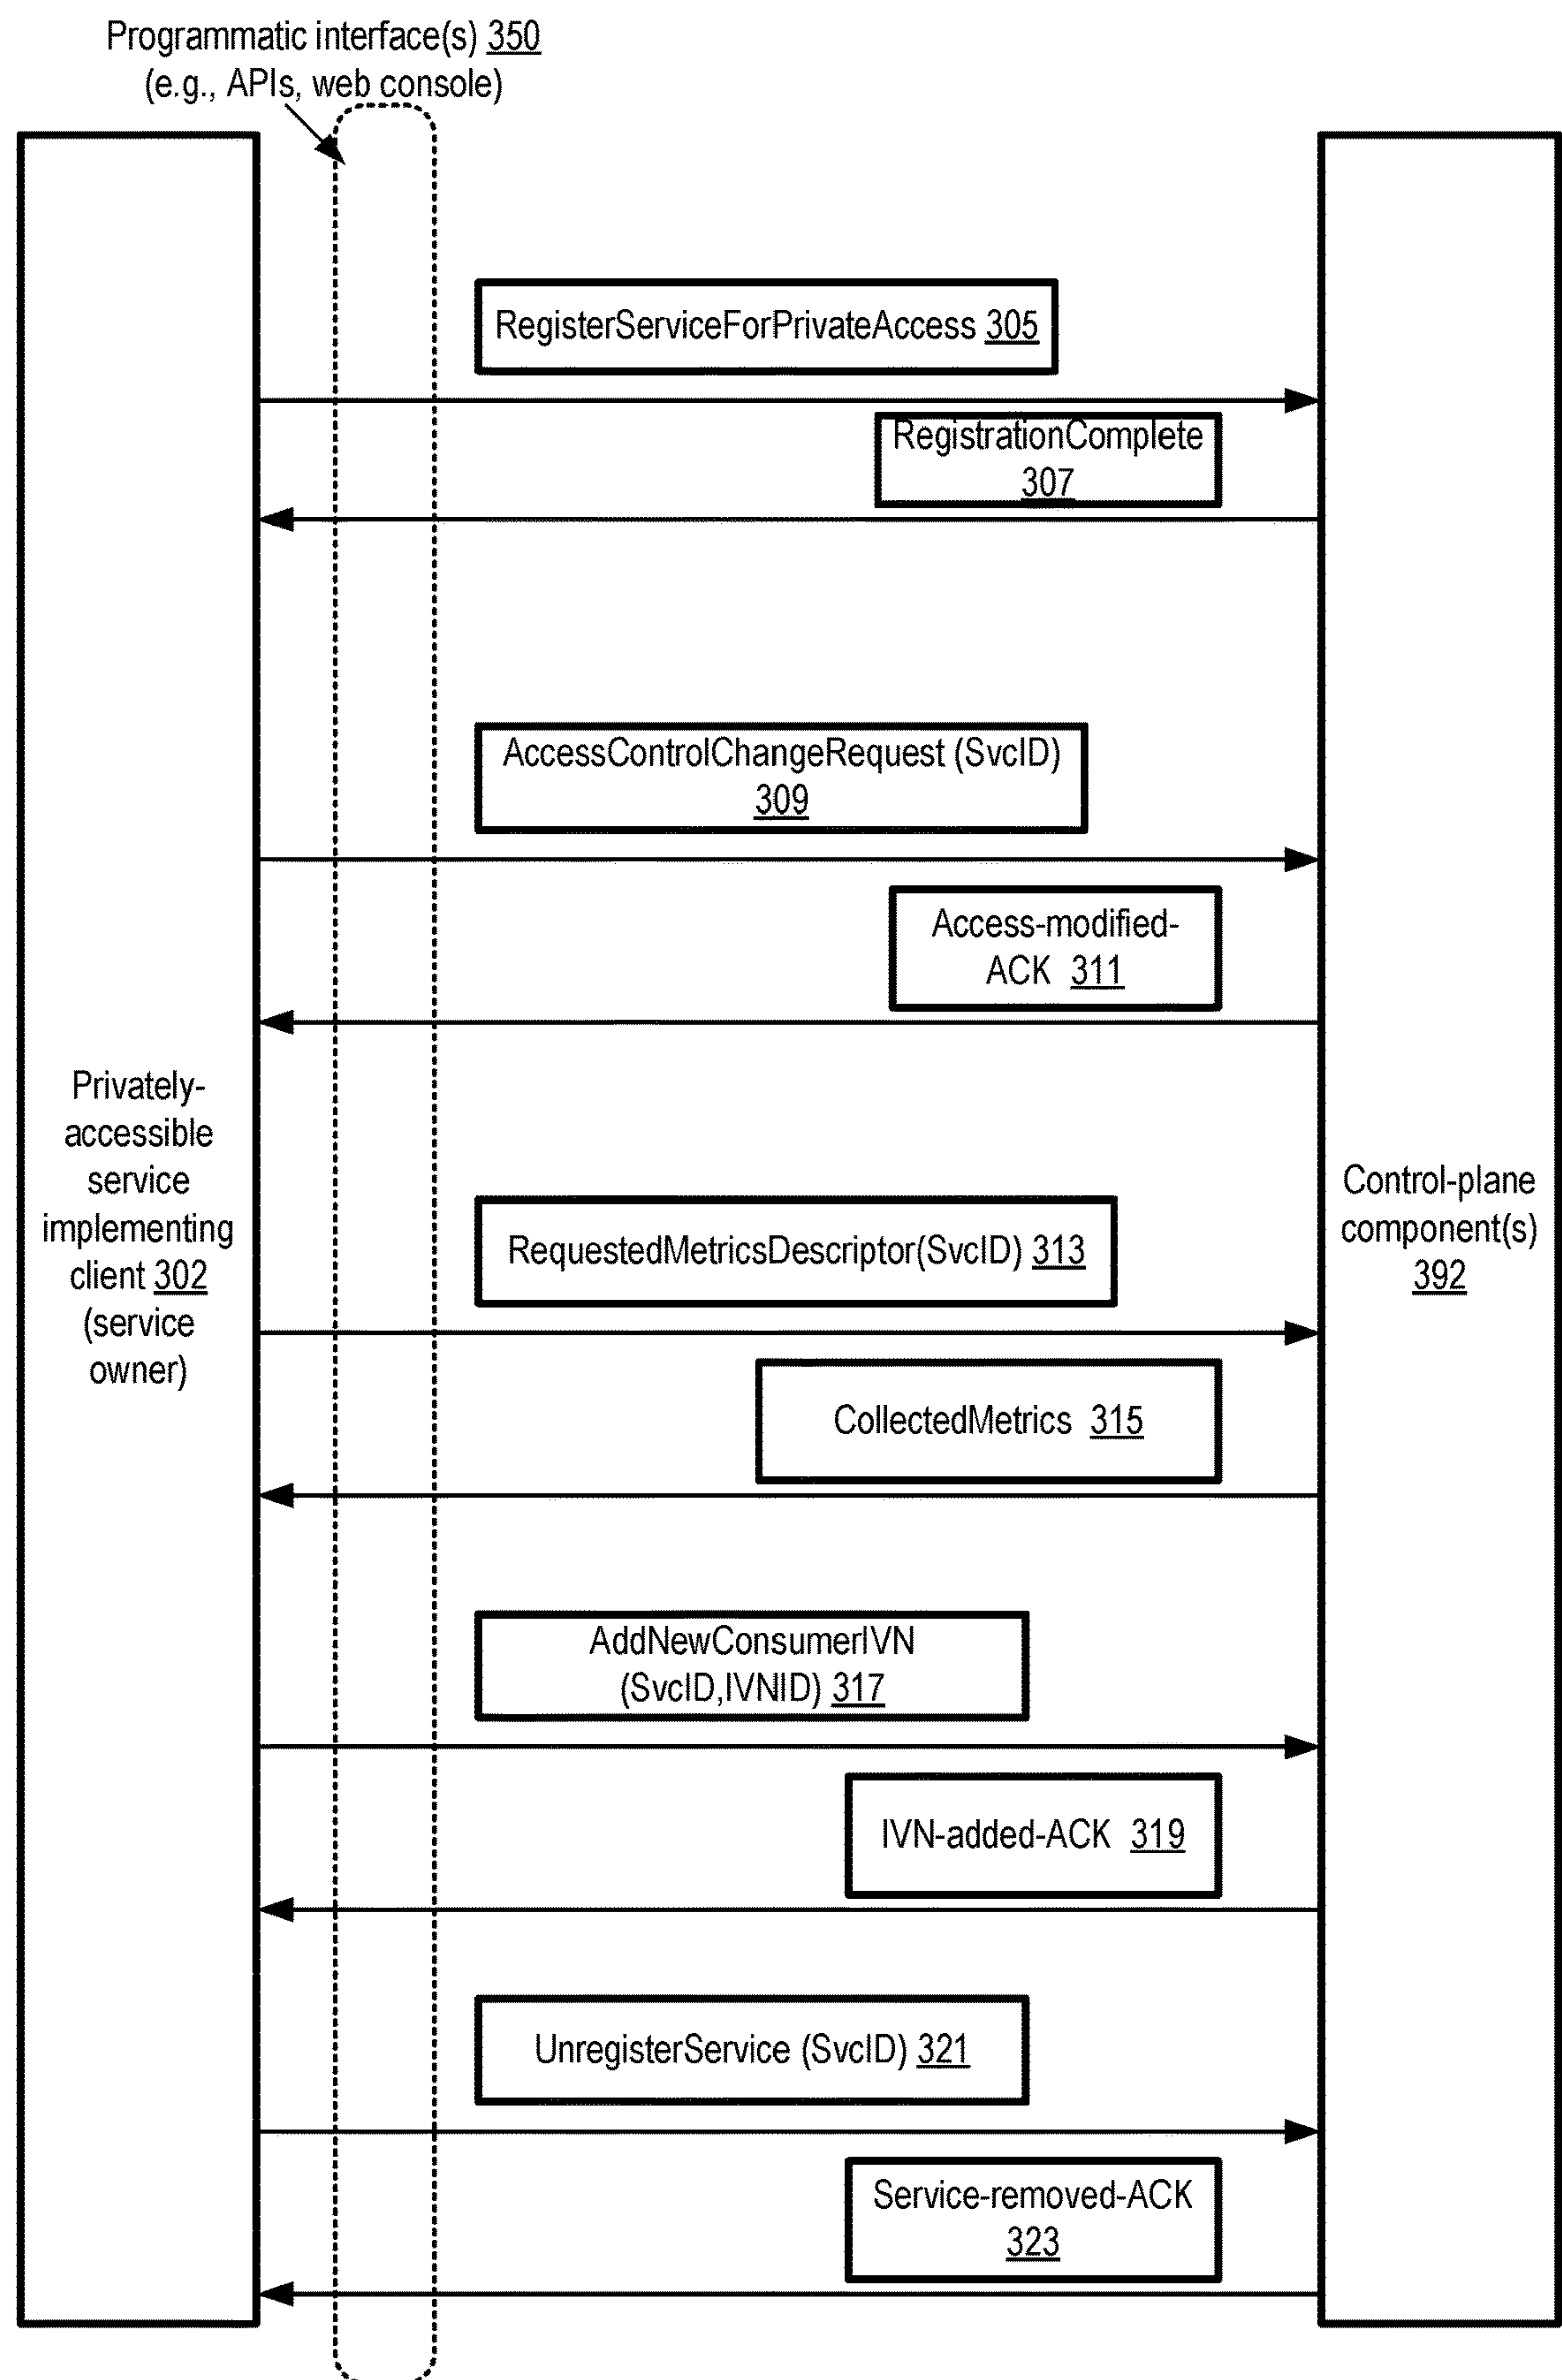 Programmatic interface(s) 350
(e.g., APIs, web console)
RegisterServiceForPrivateAccess 305
RegistrationComplete
307
AccessControlChangeRequest (SvcID)
309
Access-modified-
ACK 311
Privately-
accessible
service
implementing
client 302
(service
owner)
Control-plane
component(s)
392
RequestedMetricsDescriptor(SvcID) 313
CollectedMetrics 315
AddNewConsumerIVN
(SvcID,IVNID) 317
IVN-added-ACK 319
UnregisterService (SvcID) 321
Service-removed-ACK
323